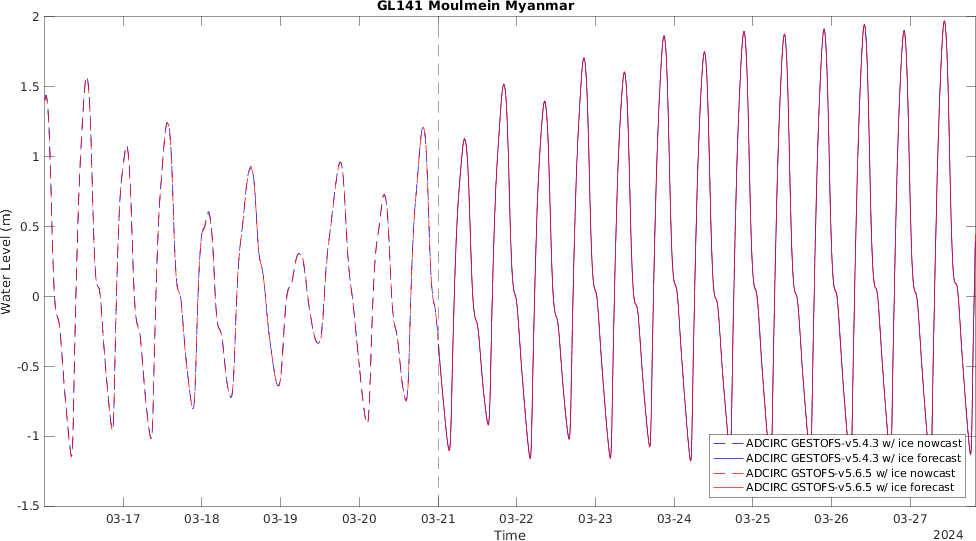 GL141 Moulmein Myanmar
Water Level (m)
2
1.5
1
0.5
0
-0.5
-1
-1.5
ADCIRC GESTOFS-v5.4.3 w/ ice nowcast
ADCIRC GESTOFS-v5.4.3 w/ ice forecast
ADCIRC GSTOFS-v5.6.5 w/ ice nowcast
ADCIRC GSTOFS-v5.6.5 w/ ice forecast
03-17 03-18 03-19 03-20 03-21 03-22 03-23 03-24 03-25 03-26 03-27
Time
2024